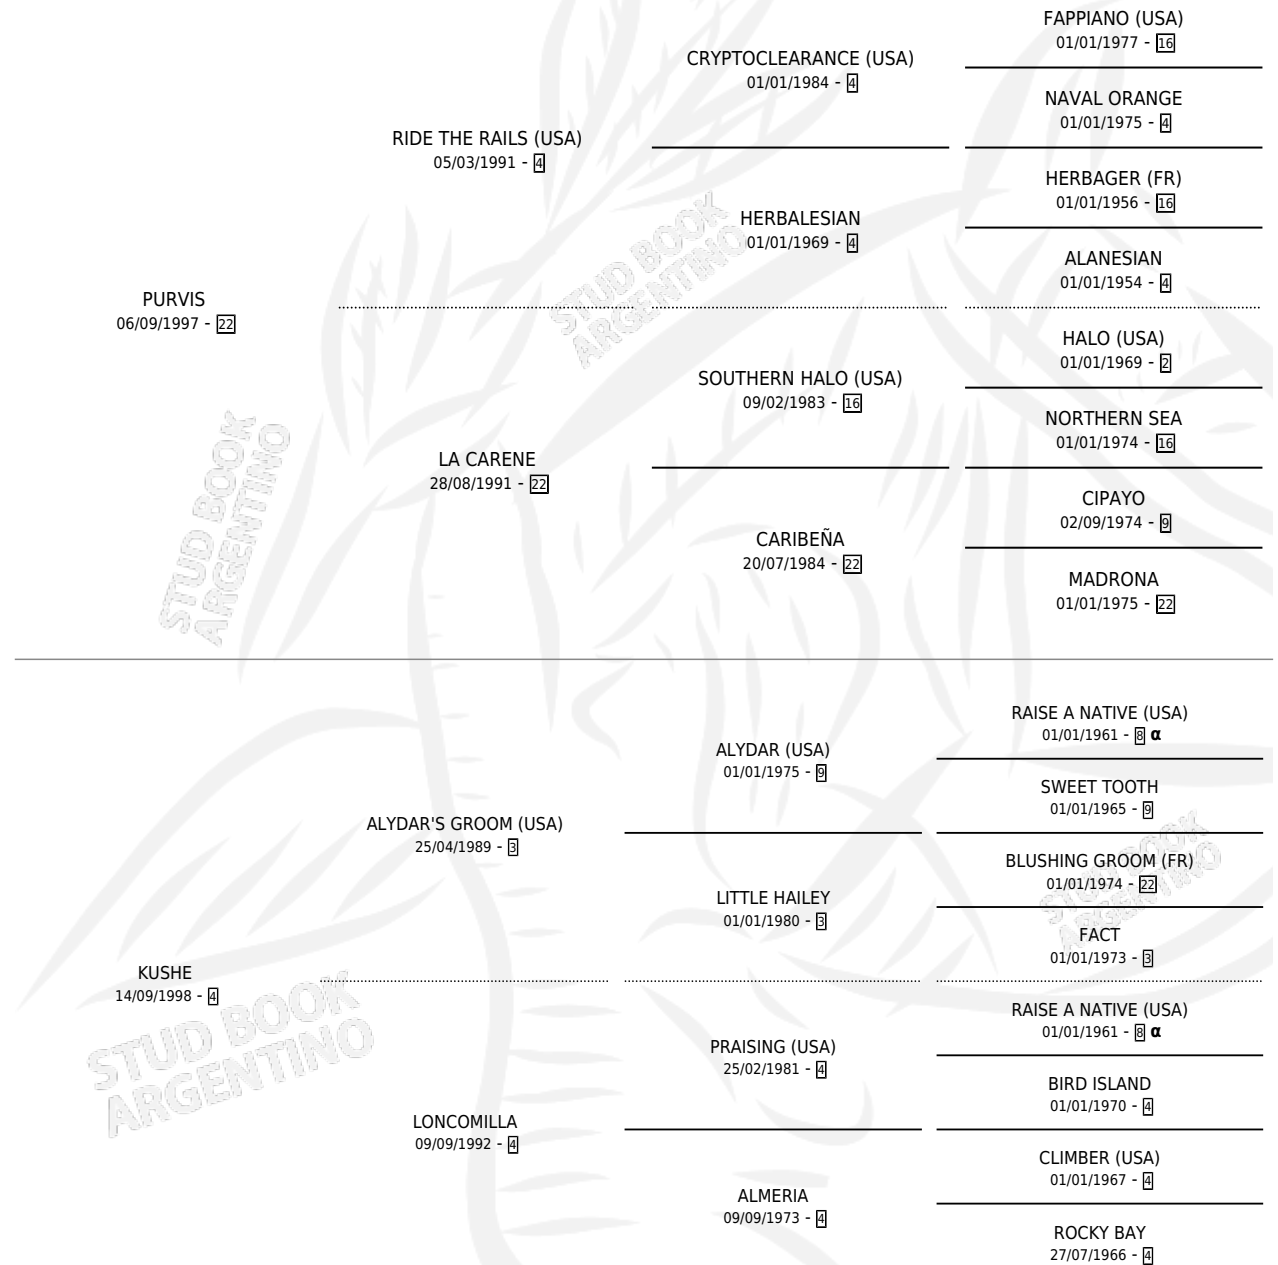 PURVIS
06/09/1997 - 22
RIDE THE RAILS (USA)
05/03/1991 - 4
LA CARENE
28/08/1991 - 22
CRYPTOCLEARANCE (USA)
01/01/1984 - 4
HERBALESIAN
01/01/1969 - 4
SOUTHERN HALO (USA)
09/02/1983 - 16
CARIBEÑA
20/07/1984 - 22
FAPPIANO (USA)
01/01/1977 - 16
NAVAL ORANGE
01/01/1975 - 4
HERBAGER (FR)
01/01/1956 - 16
ALANESIAN
01/01/1954 - 4
HALO (USA)
01/01/1969 - 2
NORTHERN SEA
01/01/1974 - 16
CIPAYO
02/09/1974 - 9
MADRONA
01/01/1975 - 22
STUD BOOK
ARGENTINO
STUD BOOK
ARGENTINO
KUSHE
14/09/1998 - 4
ALYDAR'S GROOM (USA)
25/04/1989 - 3
LONCOMILLA
09/09/1992 - 4
ALYDAR (USA)
01/01/1975 - 9
LITTLE HAILEY
01/01/1980 - 3
PRAISING (USA)
25/02/1981 - 4
ALMERIA
09/09/1973 - 4
RAISE A NATIVE (USA)
01/01/1961 - 8 α
SWEET TOOTH
01/01/1965 - 9
BLUSHING GROOM (FR)
01/01/1974 - 22
FACT
01/01/1973 - 3
RAISE A NATIVE (USA)
01/01/1961 - 8 α
BIRD ISLAND
01/01/1970 - 4
CLIMBER (USA)
01/01/1967 - 4
ROCKY BAY
27/07/1966 - 4
STUD BOOK
ARGENTINO
STUD BOOK
ARGENTINO